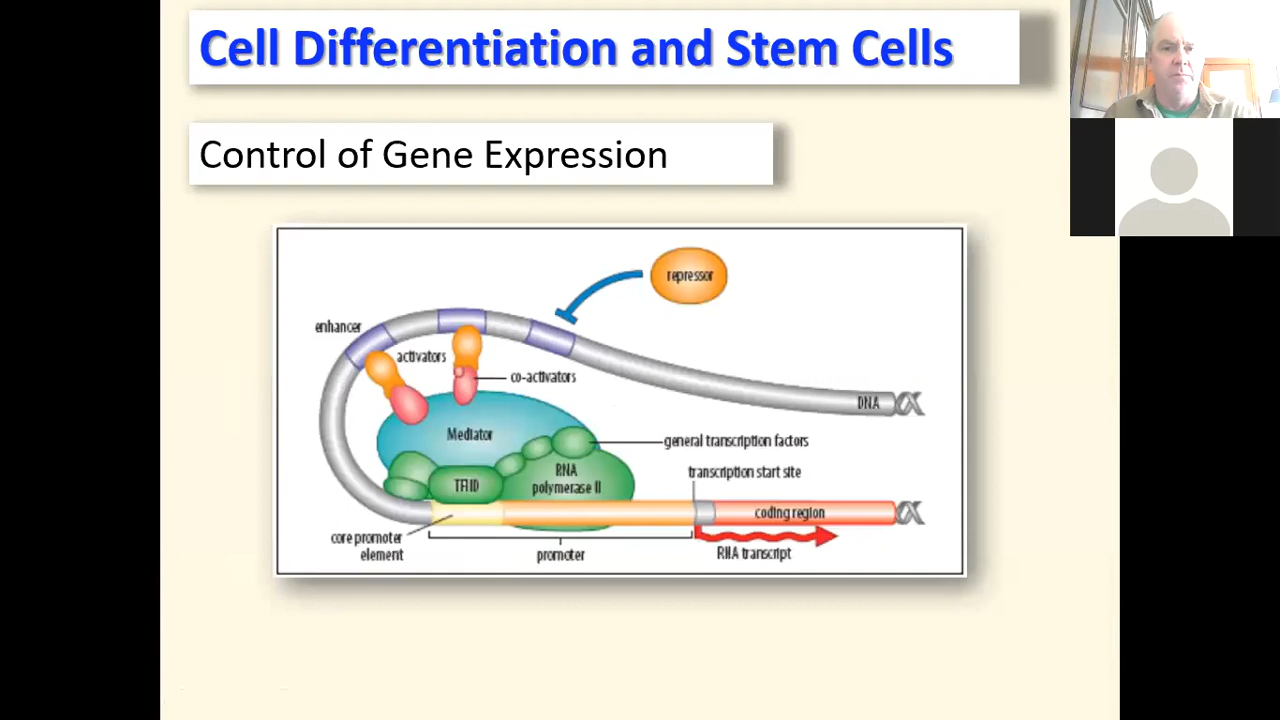 Cell Differentiation and Stem Cells
Control of Gene Expression
repressor
enhancer
activators
co-activators
DNA
Mediator
general transcription factors
RNA
polymerase II
TFIID
transcription start site
coding region
core promoter
element
promoter
RNA transcript